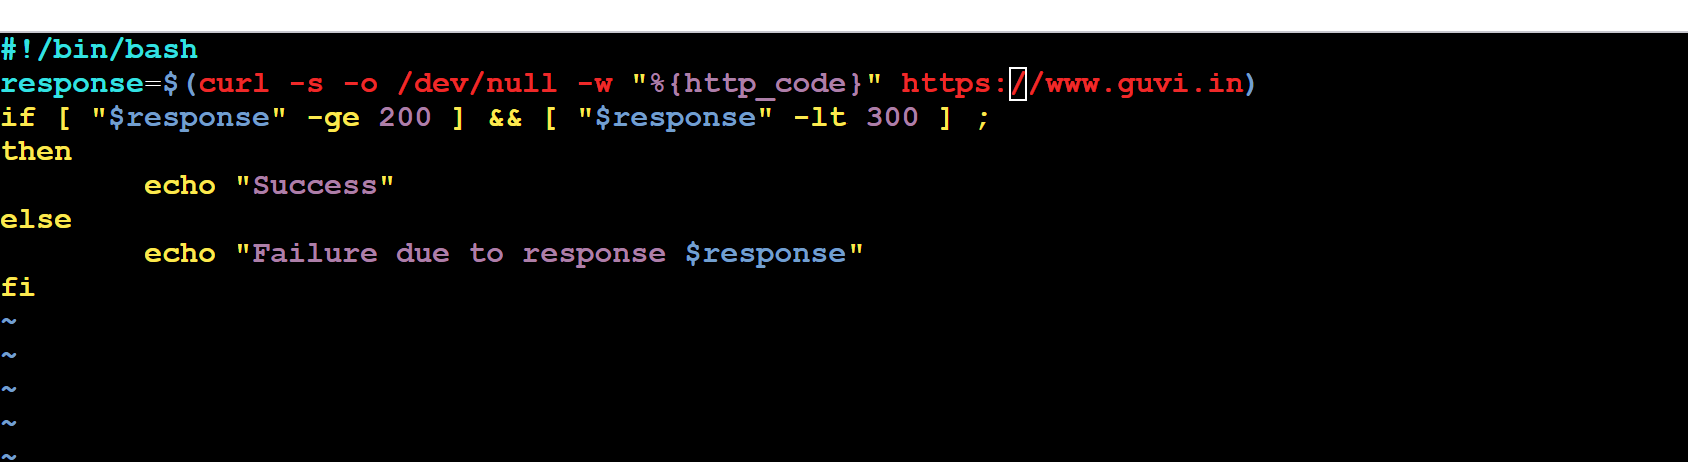 #!/bin/bash
response=$(curl -s -o /dev/null -w "%{http_code}" https://www.guvi.in)
if [ "$response" -ge 200 ] && [ "$response" -lt 300 ] ;
then
        echo "Success"
else
        echo "Failure due to response $response"
fi
~
~
~
~
~